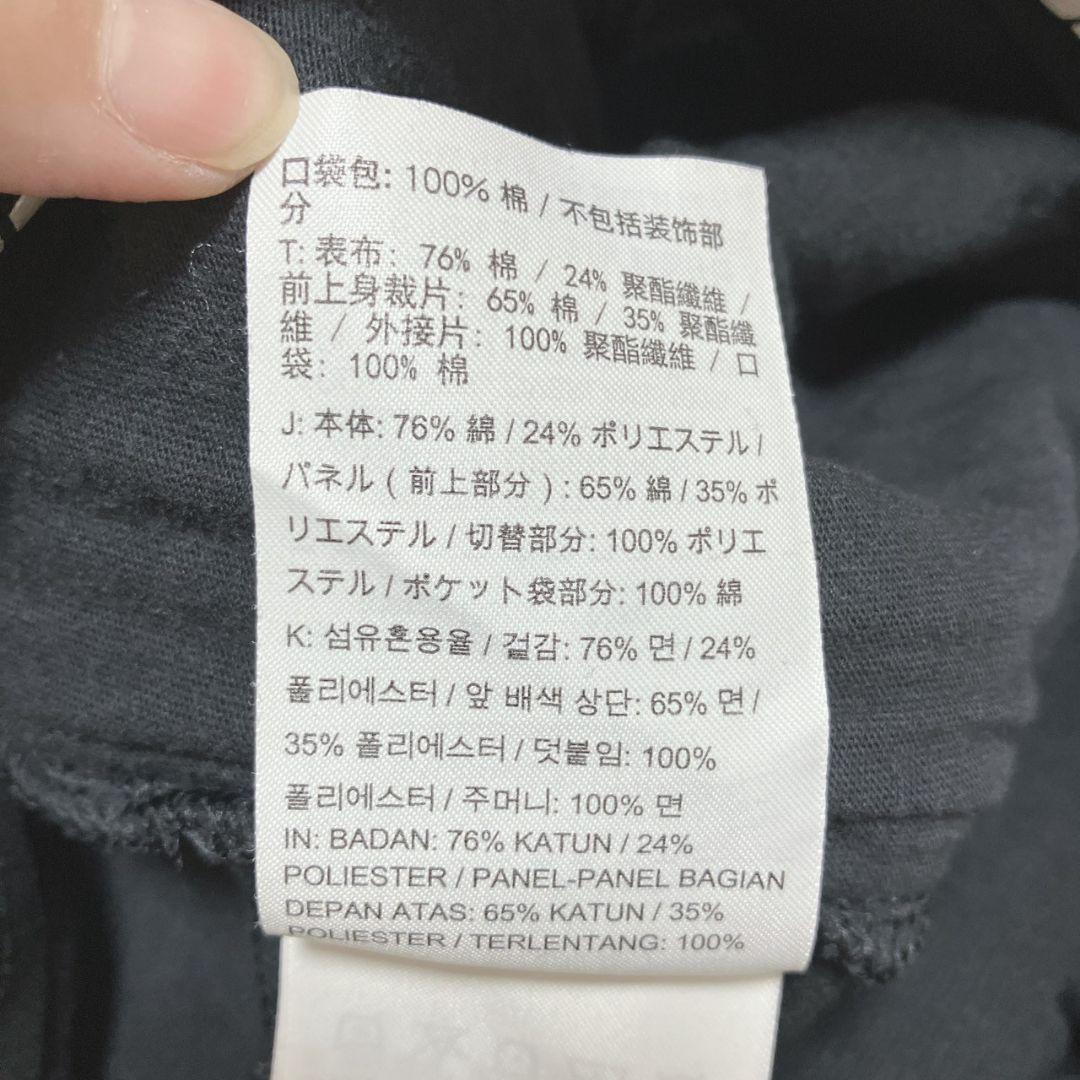 口袋包: 100% 棉 / 不包括装饰部
分
T: 表布: 76% 棉 / 24% 聚酯纖維 /
前上身裁片: 65% 棉 / 35% 聚酯纖
維 / 外接片: 100% 聚酯纖維 / 口
袋: 100% 棉
J: 本体: 76% 綿 / 24% ポリエステル /
パネル ( 前上部分 ) : 65% 綿 / 35% ポ
リエステル / 切替部分: 100% ポリエ
ステル / ポケット袋部分: 100% 綿
K: 섬유혼용율 / 겉감: 76% 면 / 24%
폴리에스터 / 앞 배색 상단: 65% 면 /
35% 폴리에스터 / 덧붙임: 100%
폴리에스터 / 주머니: 100% 면
IN: BADAN: 76% KATUN / 24%
POLIESTER / PANEL-PANEL BAGIAN
DEPAN ATAS: 65% KATUN / 35%
POLIESTER / TERLENTANG: 100%